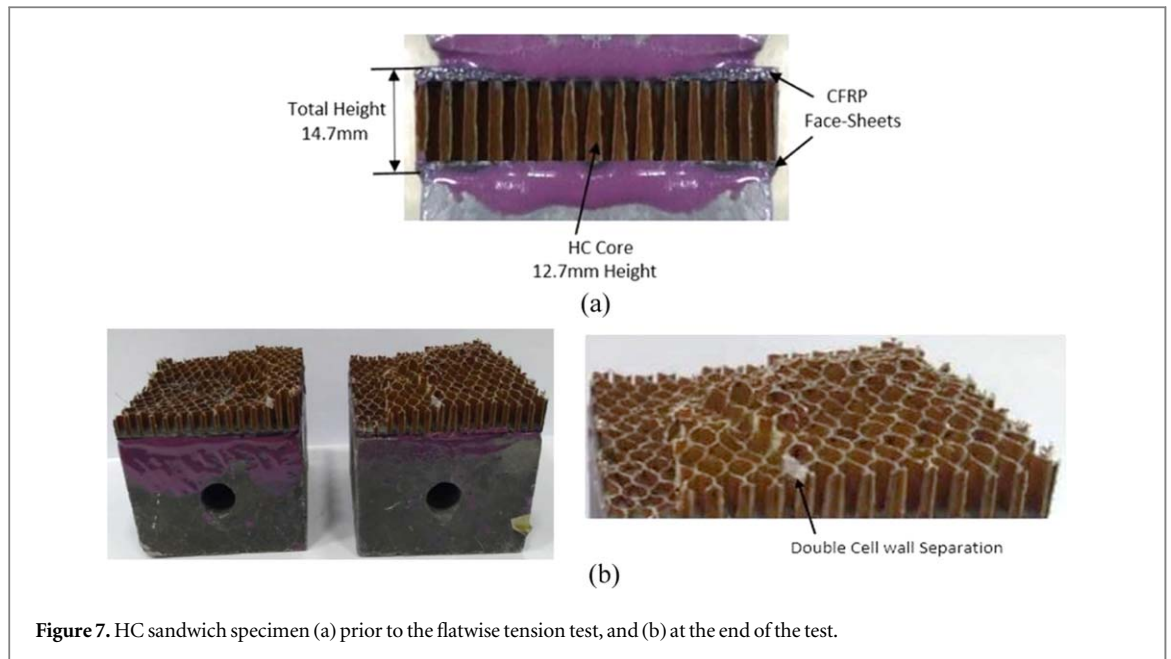 Total Height
14.7mm
CFRP
Face-Sheets
HC Core
12.7mm Height
(a)
Double Cell wall Separation
(b)
Figure 7. HC sandwich specimen (a) prior to the flatwise tension test, and (b) at the end of the test.